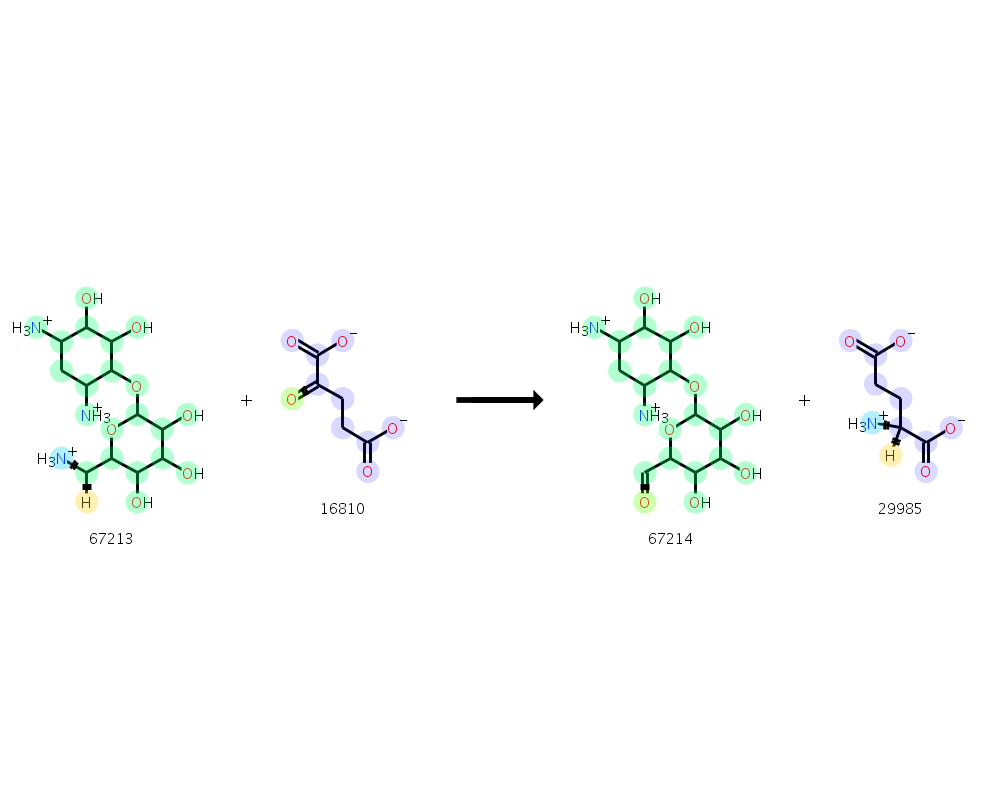 OH OH
H3N+ OH H3N+ OH O O−
O O− O
NH3+ OH + O O− NH3+ OH + H3N+ O−
O O O H
H3N+ OH OH O
H OH O OH
67213 16810 67214 29985